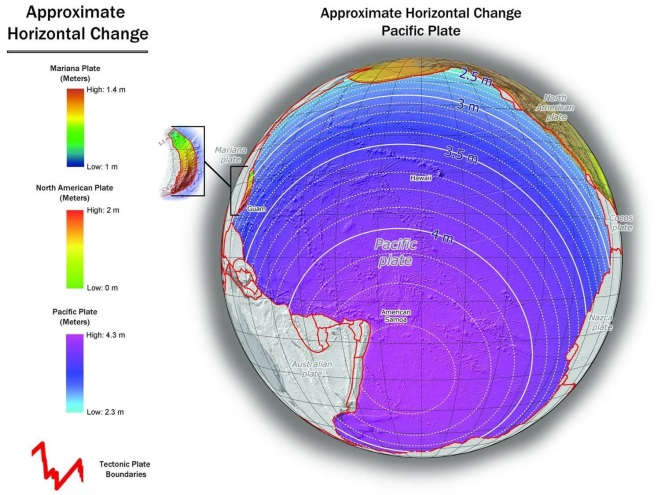 Approximate
Horizontal Change
Approximate Horizontal Change
Pacific Plate
Mariana Plate
(Meters)
High: 1.4 m
Low: 1 m
North American Plate
(Meters)
High: 2 m
Low: 0 m
Pacific Plate
(Meters)
High: 4.3 m
Low: 2.3 m
Tectonic Plate
Boundaries
2.5 m
3 m
North
American
plate
3.5 m
Mariana
plate
Hawaii
Guam
Cocos
plate
4 m
Pacific
plate
American
Samoa
Nazca
plate
Australian
plate